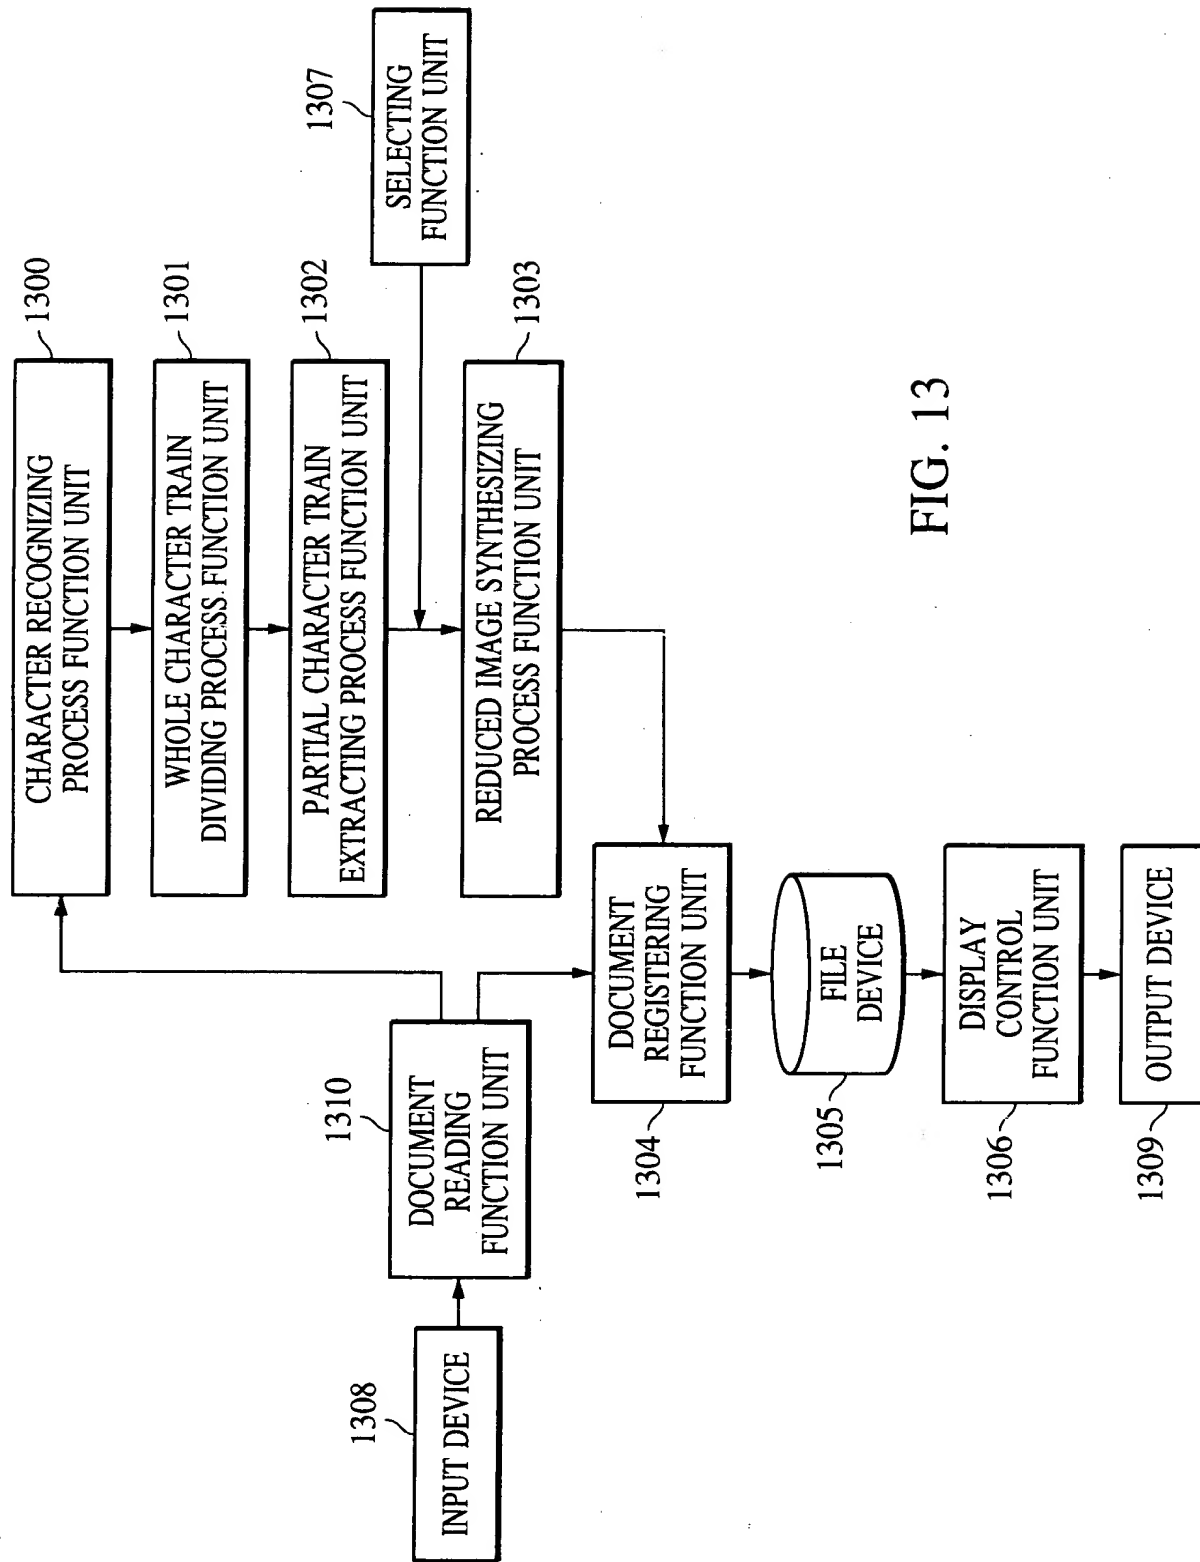 1300
CHARACTER RECOGNIZING
PROCESS FUNCTION UNIT
1301
WHOLE CHARACTER TRAIN
DIVIDING PROCESS FUNCTION UNIT
1302
PARTIAL CHARACTER TRAIN
EXTRACTING PROCESS FUNCTION UNIT
1307
SELECTING
FUNCTION UNIT
1303
REDUCED IMAGE SYNTHESIZING
PROCESS FUNCTION UNIT
1308
INPUT DEVICE
1310
DOCUMENT
READING
FUNCTION UNIT
DOCUMENT
REGISTERING
FUNCTION UNIT
1304
FILE
DEVICE
1305
DISPLAY
CONTROL
FUNCTION UNIT
1306
OUTPUT DEVICE
1309
FIG. 13